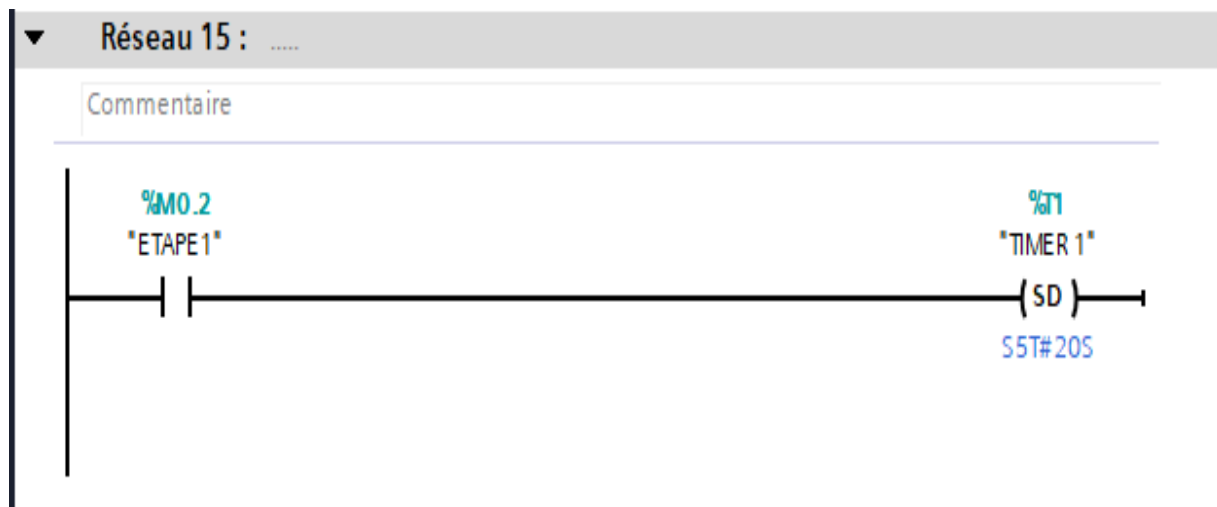 Réseau 15 : .....
Commentaire
%M0.2
"ETAPE1"
%T1
"TIMER 1"
SD
S5T#20S